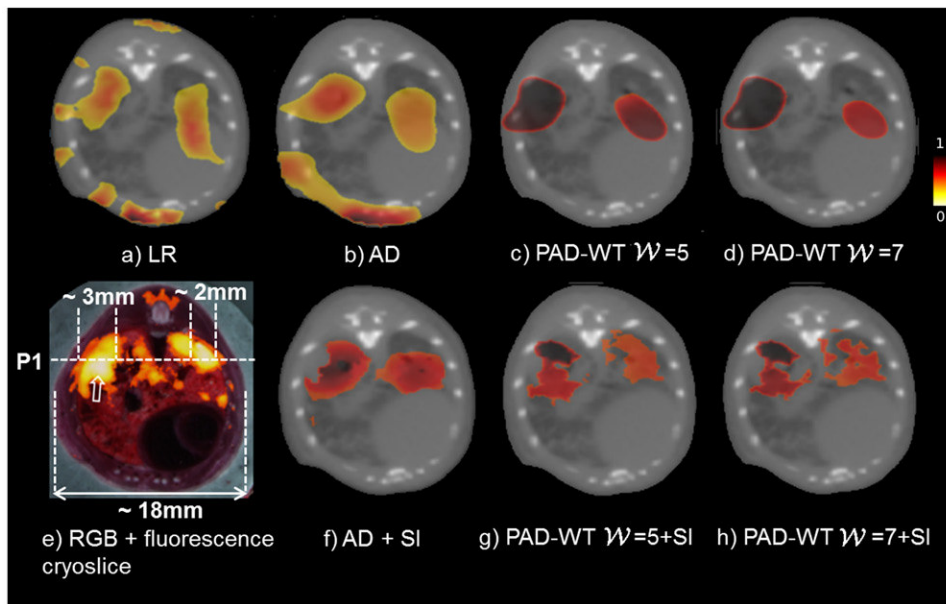 a) LR
b) AD
c) PAD-WT 𝒲=5
d) PAD-WT 𝒲=7
1
0
~ 3mm
~ 2mm
P1
~ 18mm
e) RGB + fluorescence
cryoslice
f) AD + SI
g) PAD-WT 𝒲=5+SI
h) PAD-WT 𝒲=7+SI